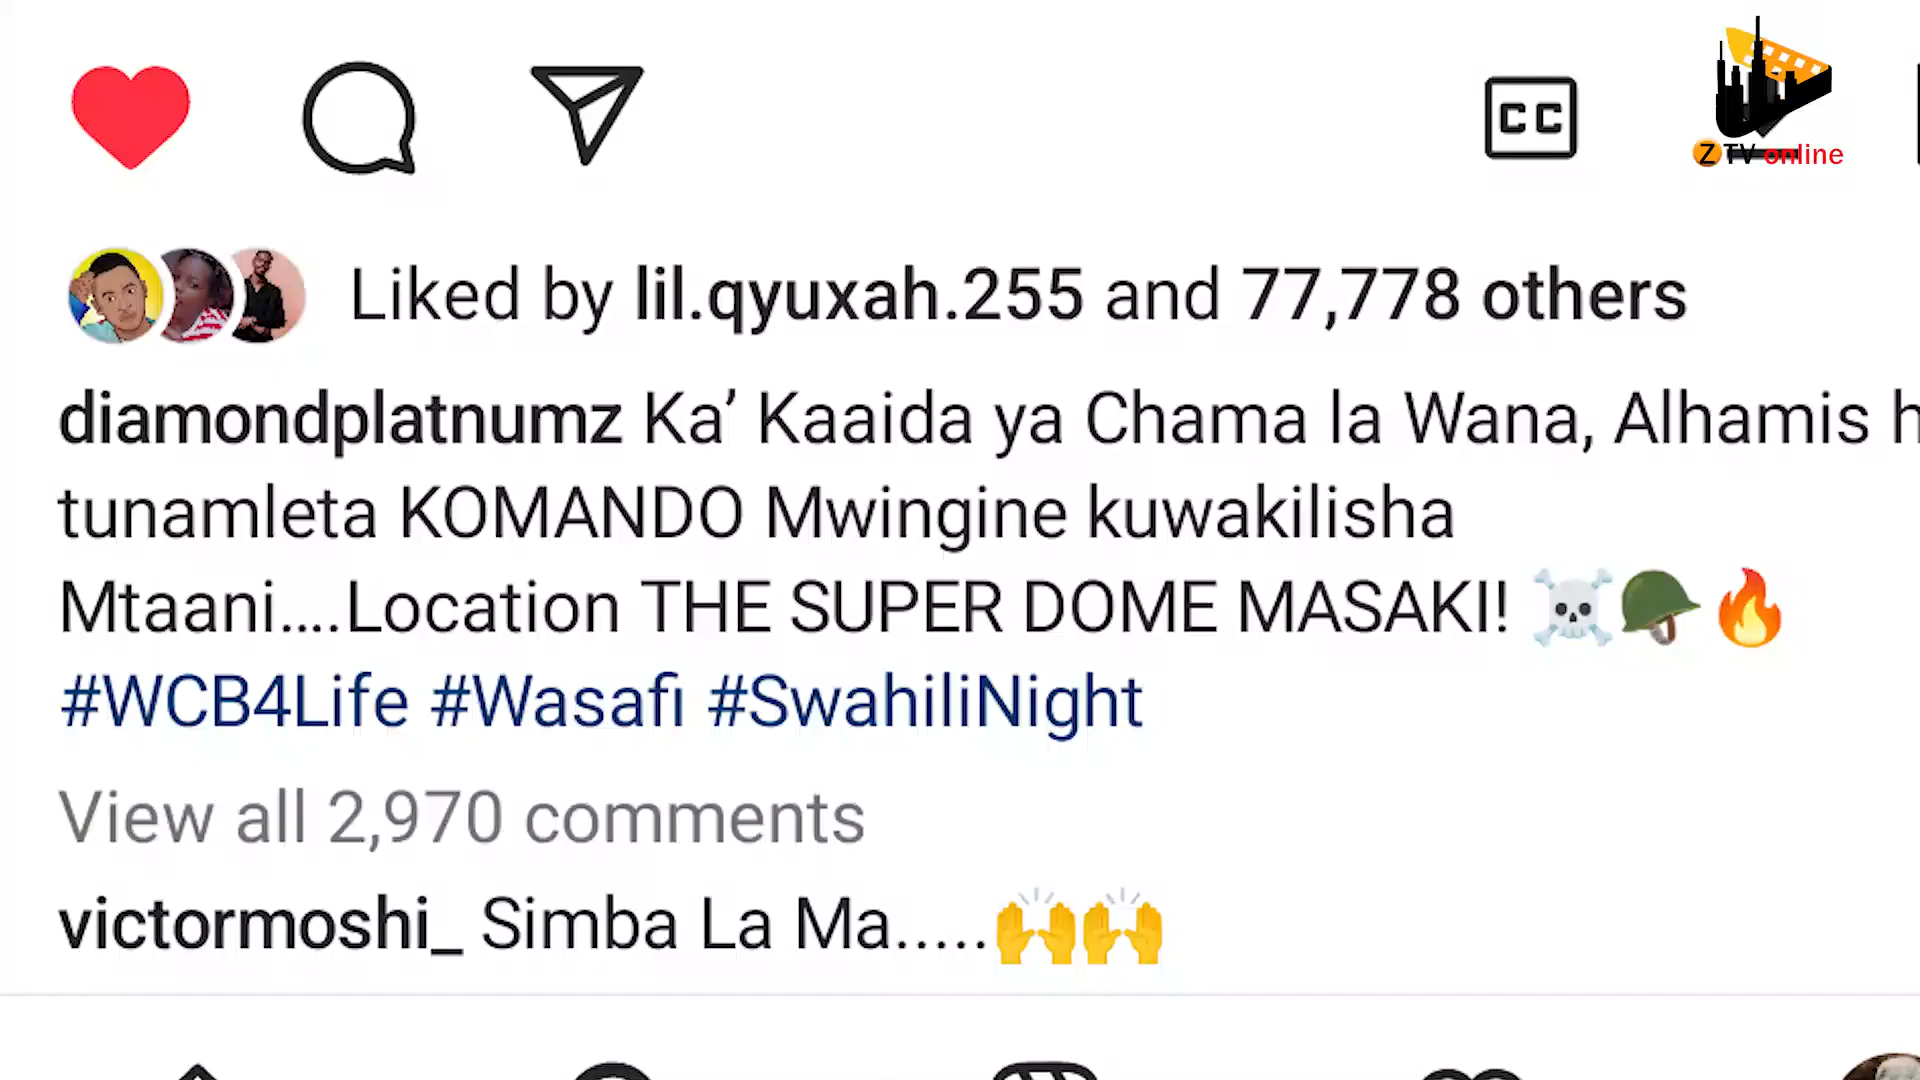 CC
Z TV online
Liked by lil.qyuxah.255 and 77,778 others
diamondplatnumz Ka’ Kaaida ya Chama la Wana, Alhamis
tunamleta KOMANDO Mwingine kuwakilisha
Mtaani....Location THE SUPER DOME MASAKI! ☠️🪖🔥
#WCB4Life #Wasafi #SwahiliNight
View all 2,970 comments
victormoshi_ Simba La Ma.....🙌🙌